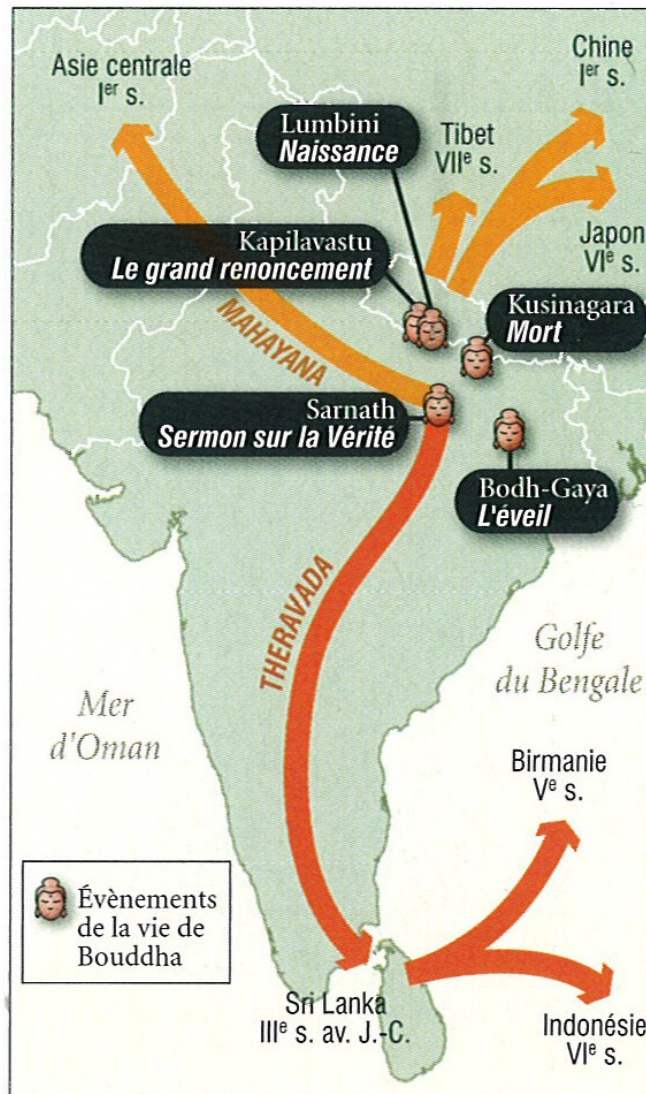 Asie centrale
Ier s.
Chine
Ier s.
Lumbini
Naissance
Tibet
VIIe s.
Kapilavastu
Le grand renoncement
Japon
VIe s.
Kusinagara
Mort
MAHAYANA
Sarnath
Sermon sur la Vérité
Bodh-Gaya
L'éveil
THERAVADA
Golfe
du Bengale
Mer
d'Oman
Birmanie
Ve s.
Évènements
de la vie de
Bouddha
Sri Lanka
IIIe s. av. J.-C.
Indonésie
VIe s.